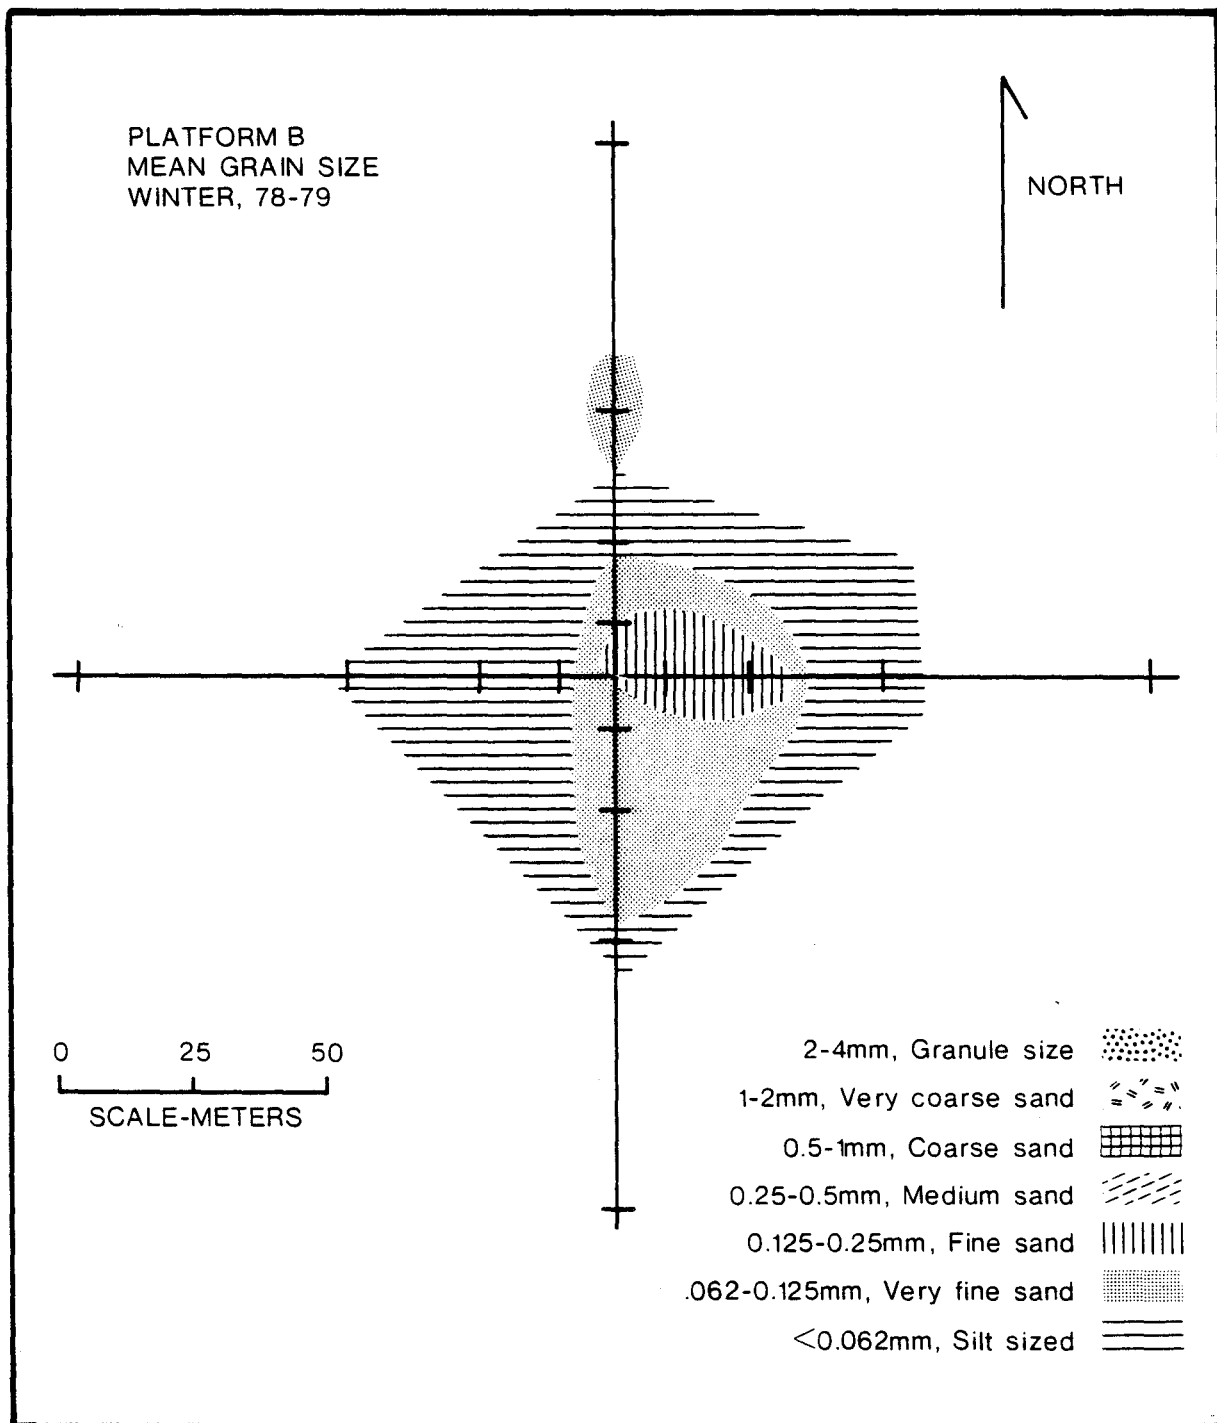 PLATFORM B
MEAN GRAIN SIZE
WINTER, 78-79
NORTH
0 25 50
SCALE-METERS
2-4mm, Granule size
1-2mm, Very coarse sand
0.5-1mm, Coarse sand
0.25-0.5mm, Medium sand
0.125-0.25mm, Fine sand
.062-0.125mm, Very fine sand
<0.062mm, Silt sized